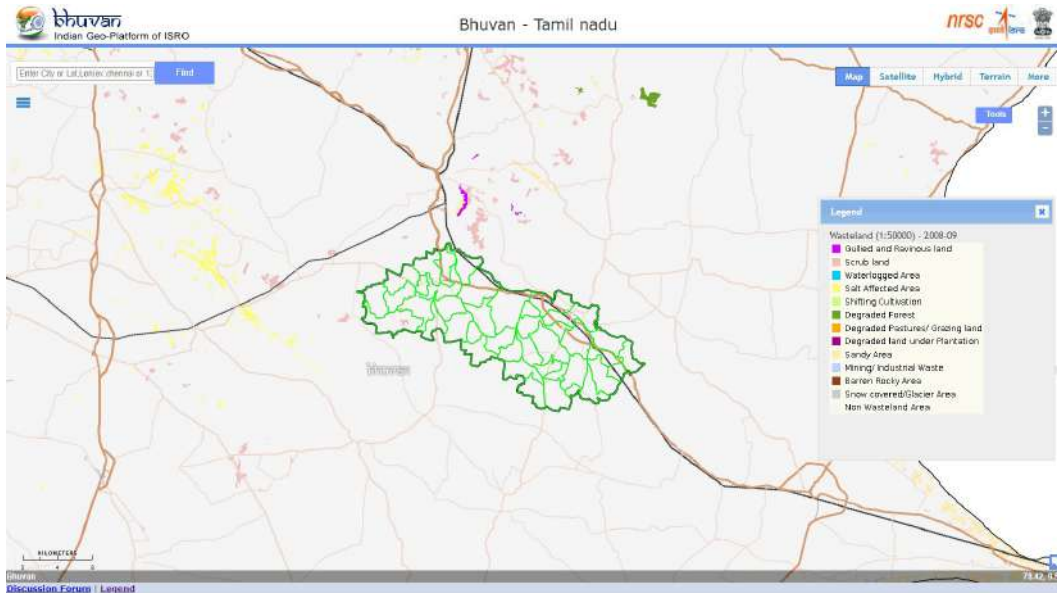 bhuvan
Indian Geo-Platform of ISRO
Bhuvan - Tamil nadu
nrsc
Find
Map Satellite Hybrid Terrain More
Tools
+
−
Legend
Wasteland (1:50000) - 2008-09
Gullied and Ravinous land
Scrub land
Waterlogged Area
Salt Affected Area
Shifting Cultivation
Degraded Forest
Degraded Pastures/ Grazing land
Degraded land under Plantation
Sandy Area
Mining/ Industrial Waste
Barren Rocky Area
Snow covered/Glacier Area
Non Wasteland Area
bhuvan
KILOMETERS
Bhuvan
Discussion Forum | Legend